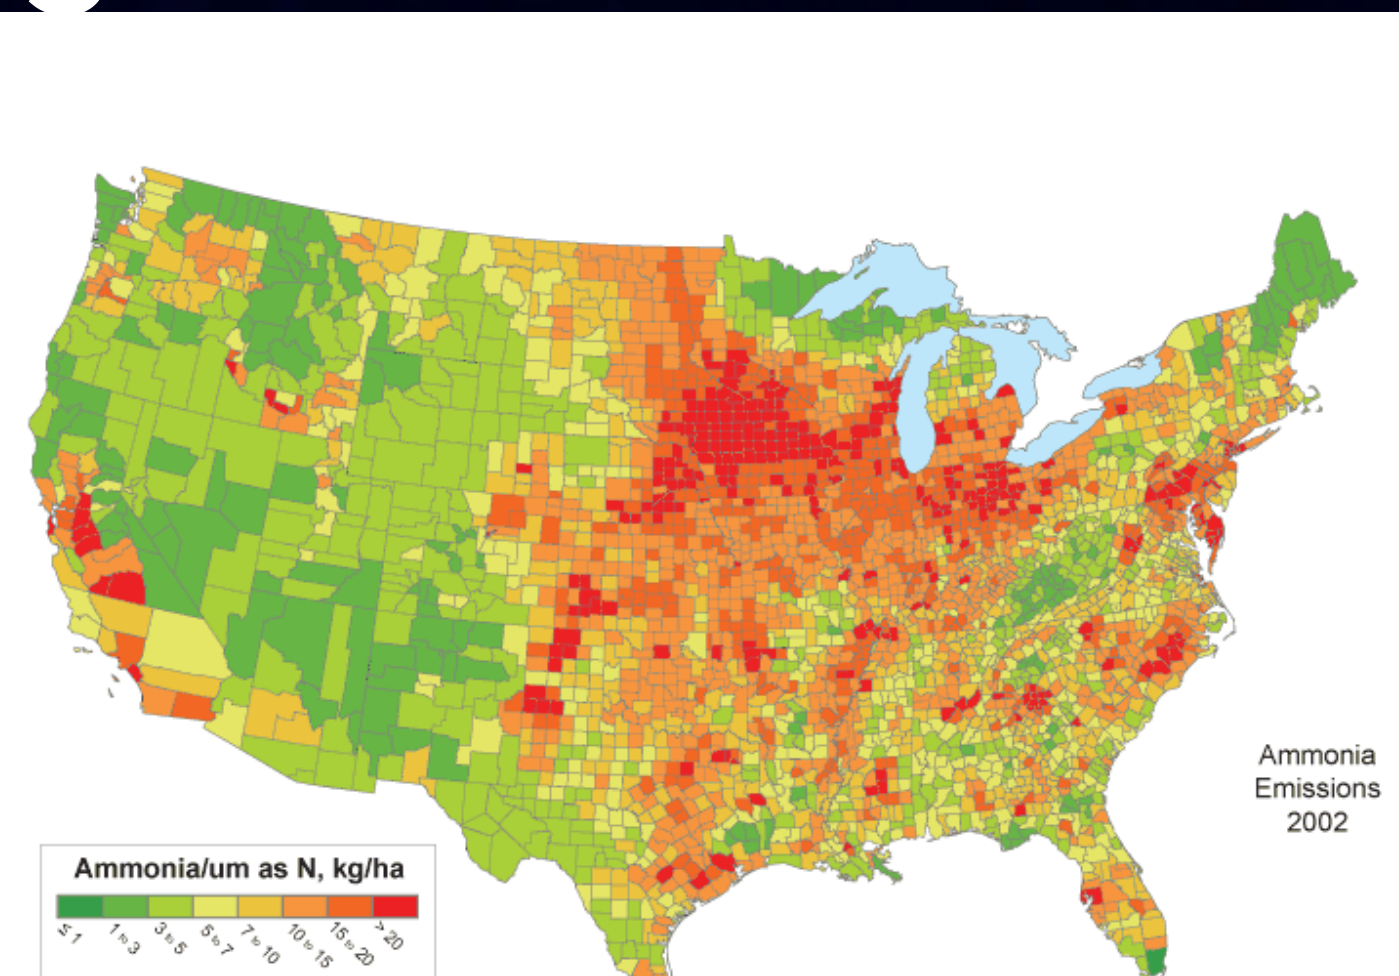 Ammonia
Emissions
2002
Ammonia/um as N, kg/ha
≤ 1
1 to 3
3 to 5
5 to 7
7 to 10
10 to 15
15 to 20
> 20